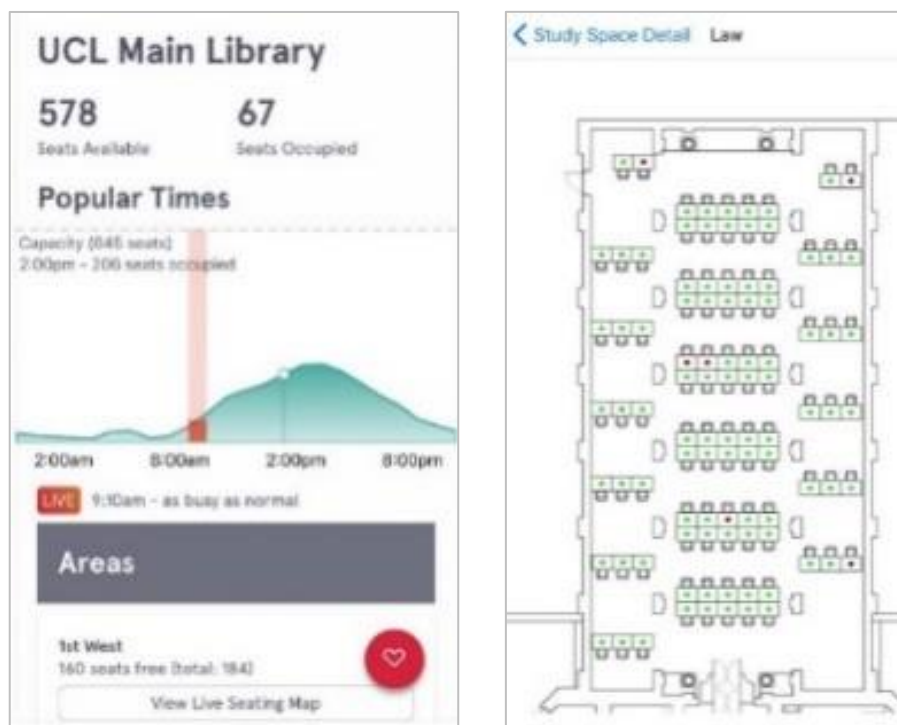 UCL Main Library
578 67
Seats Available Seats Occupied
Popular Times
Capacity (645 seats)
2:00pm - 206 seats occupied
2:00am 8:00am 2:00pm 8:00pm
LIVE 9:10am - as busy as normal
Areas
1st West
160 seats free (total: 184)
View Live Seating Map
Study Space Detail Law